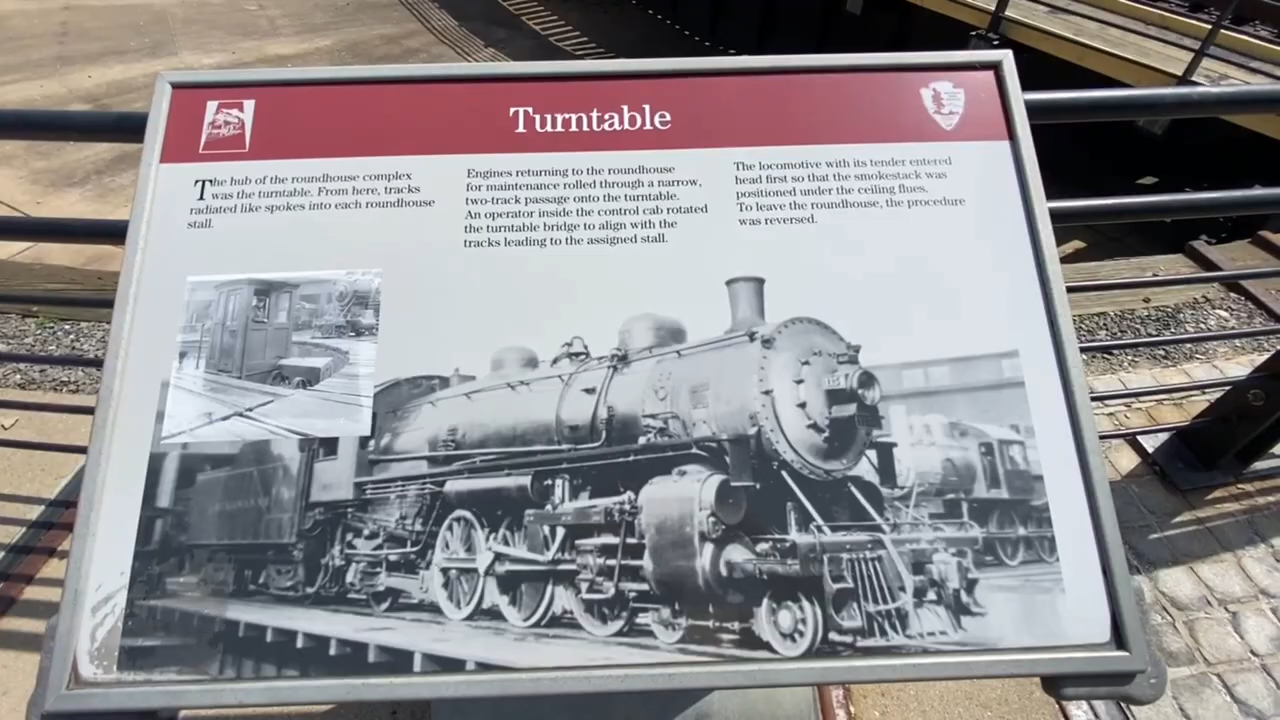 Turntable
The hub of the roundhouse complex
was the turntable. From here, tracks
radiated like spokes into each roundhouse
stall.
Engines returning to the roundhouse
for maintenance rolled through a narrow,
two-track passage onto the turntable.
An operator inside the control cab rotated
the turntable bridge to align with the
tracks leading to the assigned stall.
The locomotive with its tender entered
head first so that the smokestack was
positioned under the ceiling flues.
To leave the roundhouse, the procedure
was reversed.